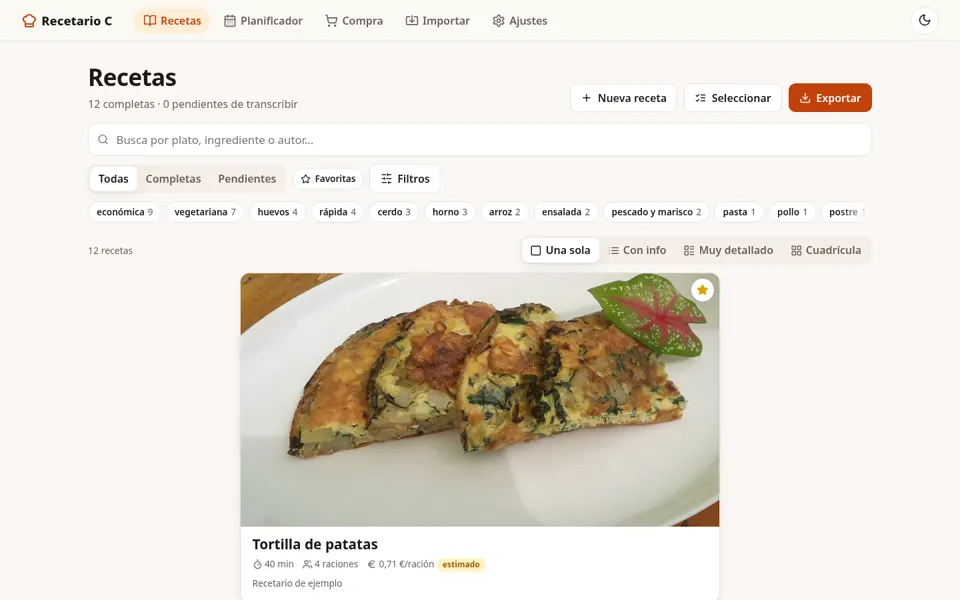 Recetario C
Recetas
Planificador
Compra
Importar
Ajustes
Recetas
12 completas · 0 pendientes de transcribir
Nueva receta
Seleccionar
Exportar
Busca por plato, ingrediente o autor...
Todas
Completas
Pendientes
Favoritas
Filtros
económica 9
vegetariana 7
huevos 4
rápida 4
cerdo 3
horno 3
arroz 2
ensalada 2
pescado y marisco 2
pasta 1
pollo 1
postre 1
12 recetas
Una sola
Con info
Muy detallado
Cuadrícula
Tortilla de patatas
40 min
4 raciones
€ 0,71 €/ración
estimado
Recetario de ejemplo